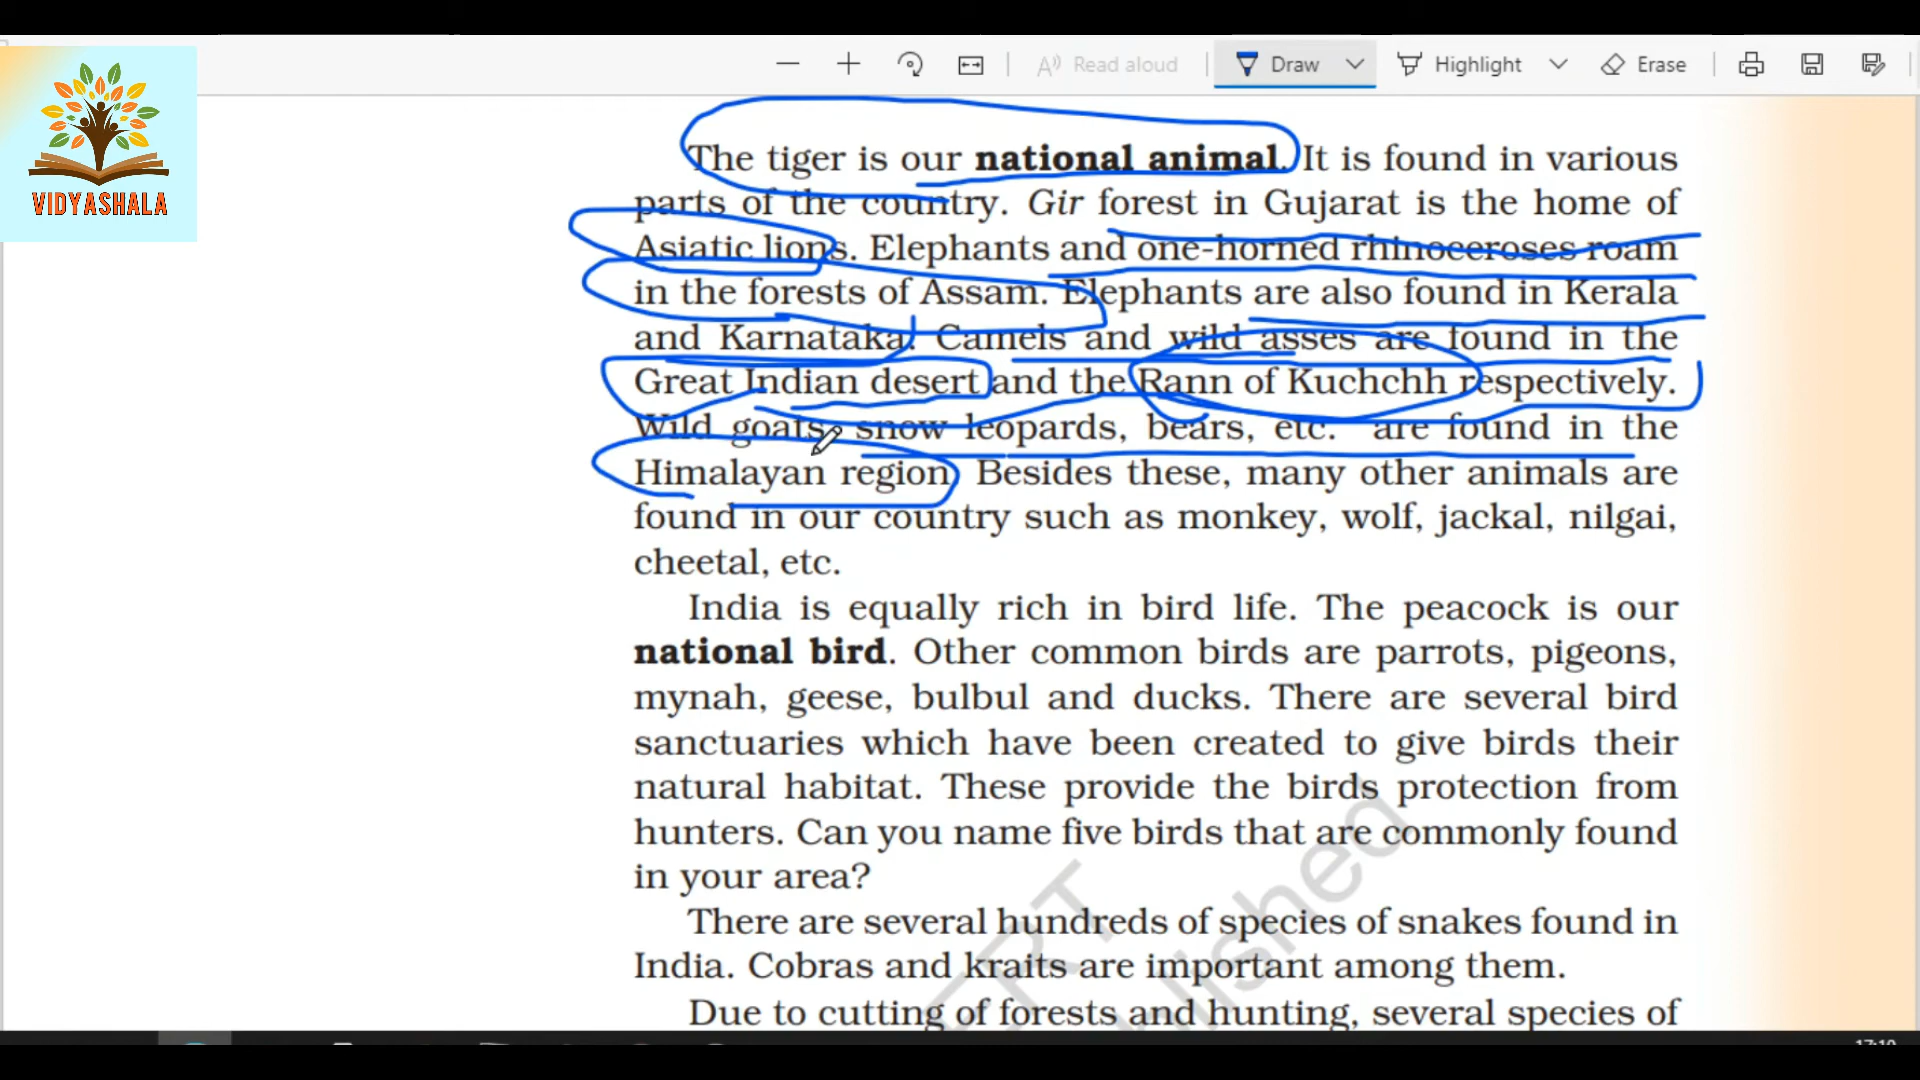 Read aloud
Draw
Highlight
Erase
VIDYASHALA
The tiger is our national animal. It is found in various
parts of the country. Gir forest in Gujarat is the home of
Asiatic lions. Elephants and one-horned rhinoceroses roam
in the forests of Assam. Elephants are also found in Kerala
and Karnataka. Camels and wild asses are found in the
Great Indian desert and the Rann of Kuchchh respectively.
Wild goats, snow leopards, bears, etc. are found in the
Himalayan region. Besides these, many other animals are
found in our country such as monkey, wolf, jackal, nilgai,
cheetal, etc.
India is equally rich in bird life. The peacock is our
national bird. Other common birds are parrots, pigeons,
mynah, geese, bulbul and ducks. There are several bird
sanctuaries which have been created to give birds their
natural habitat. These provide the birds protection from
hunters. Can you name five birds that are commonly found
in your area?
There are several hundreds of species of snakes found in
India. Cobras and kraits are important among them.
Due to cutting of forests and hunting, several species of